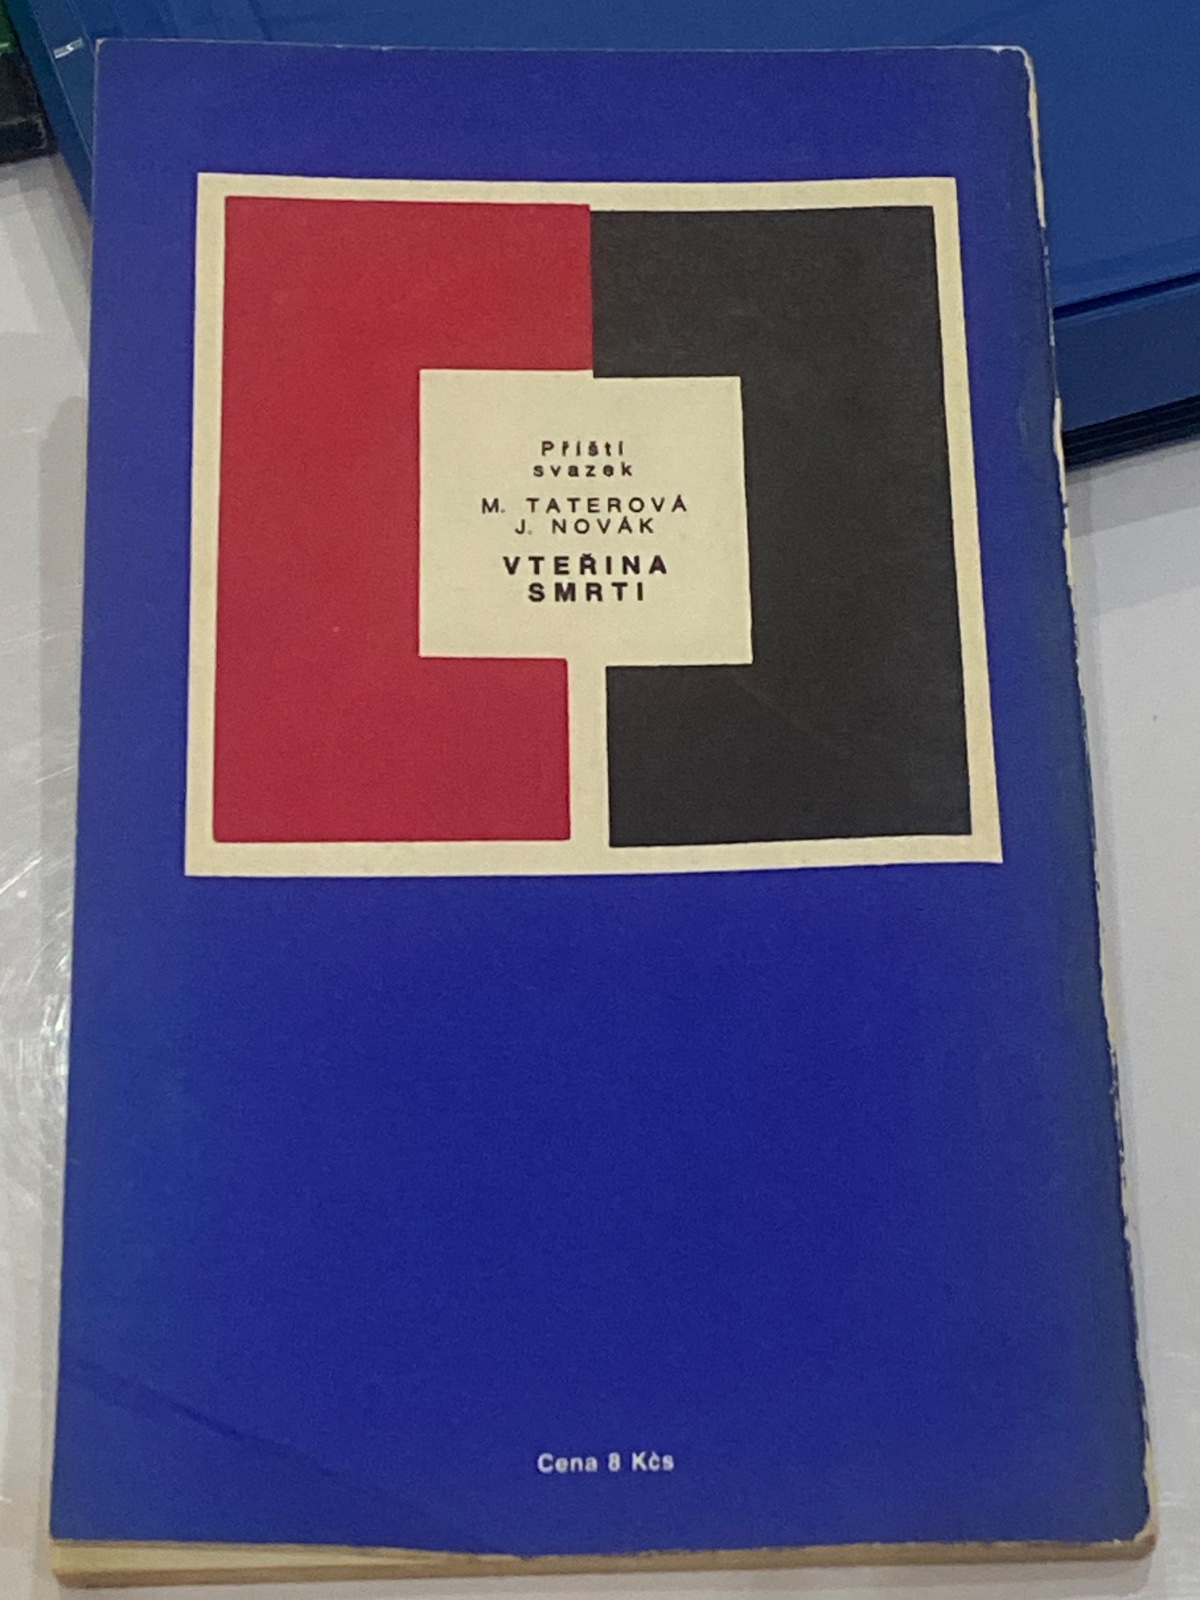 Příští
svazek
M. TATEROVÁ
J. NOVÁK
VTEŘINA
SMRTI
Cena 8 Kčs